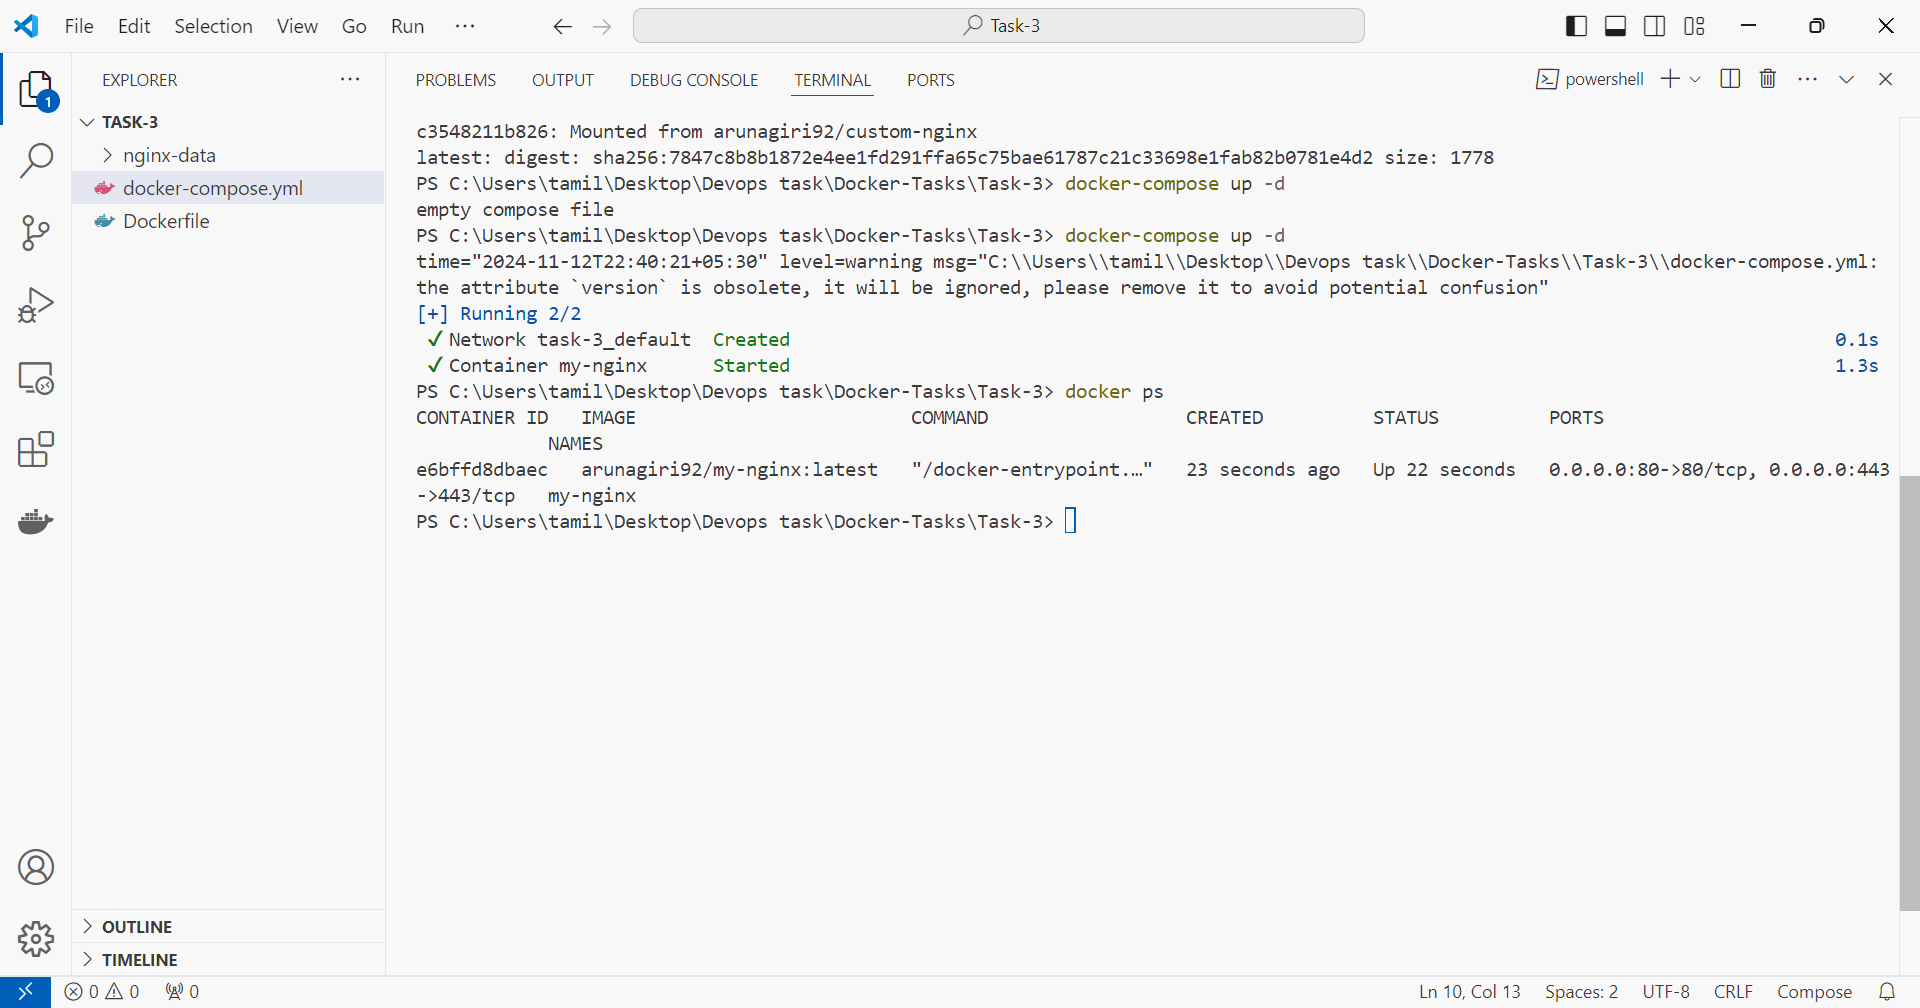 File Edit Selection View Go Run ···
Task-3
EXPLORER ···
1
TASK-3
nginx-data
docker-compose.yml
Dockerfile
OUTLINE
TIMELINE
PROBLEMS OUTPUT DEBUG CONSOLE TERMINAL PORTS
powershell
c3548211b826: Mounted from arunagiri92/custom-nginx
latest: digest: sha256:7847c8b8b1872e4ee1fd291ffa65c75bae61787c21c33698e1fab82b0781e4d2 size: 1778
PS C:\Users\tamil\Desktop\Devops task\Docker-Tasks\Task-3> docker-compose up -d
empty compose file
PS C:\Users\tamil\Desktop\Devops task\Docker-Tasks\Task-3> docker-compose up -d
time="2024-11-12T22:40:21+05:30" level=warning msg="C:\\Users\\tamil\\Desktop\\Devops task\\Docker-Tasks\\Task-3\\docker-compose.yml:
the attribute `version` is obsolete, it will be ignored, please remove it to avoid potential confusion"
[+] Running 2/2
✓ Network task-3_default Created 0.1s
✓ Container my-nginx Started 1.3s
PS C:\Users\tamil\Desktop\Devops task\Docker-Tasks\Task-3> docker ps
CONTAINER ID IMAGE COMMAND CREATED STATUS PORTS
NAMES
e6bffd8dbaec arunagiri92/my-nginx:latest "/docker-entrypoint.…" 23 seconds ago Up 22 seconds 0.0.0.0:80->80/tcp, 0.0.0.0:443
->443/tcp my-nginx
PS C:\Users\tamil\Desktop\Devops task\Docker-Tasks\Task-3>
0 0 0
Ln 10, Col 13 Spaces: 2 UTF-8 CRLF Compose